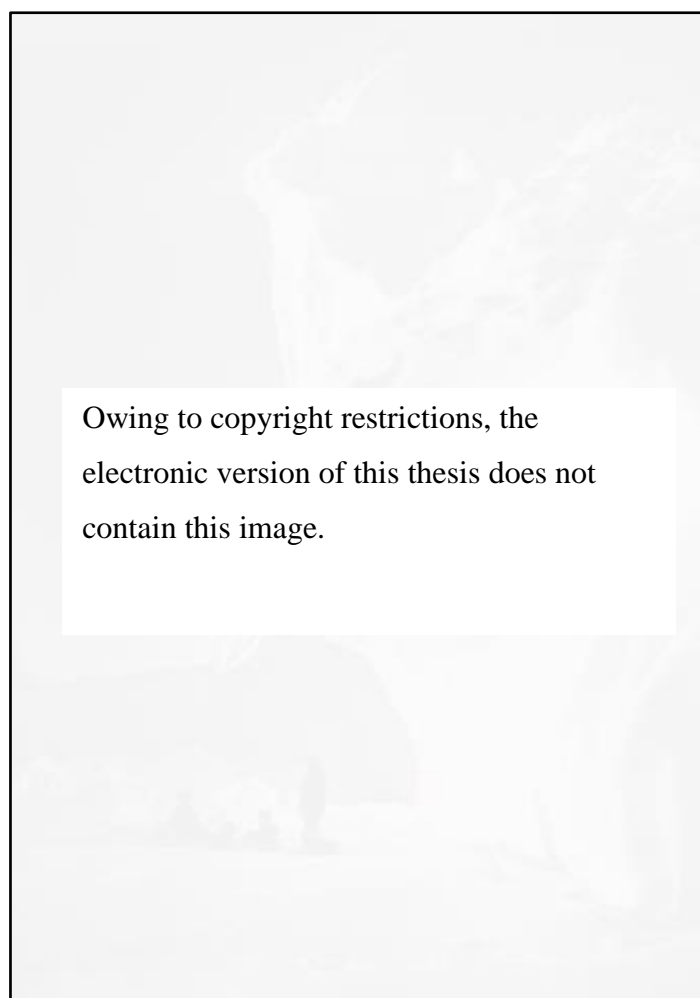 Owing to copyright restrictions, the
electronic version of this thesis does not
contain this image.